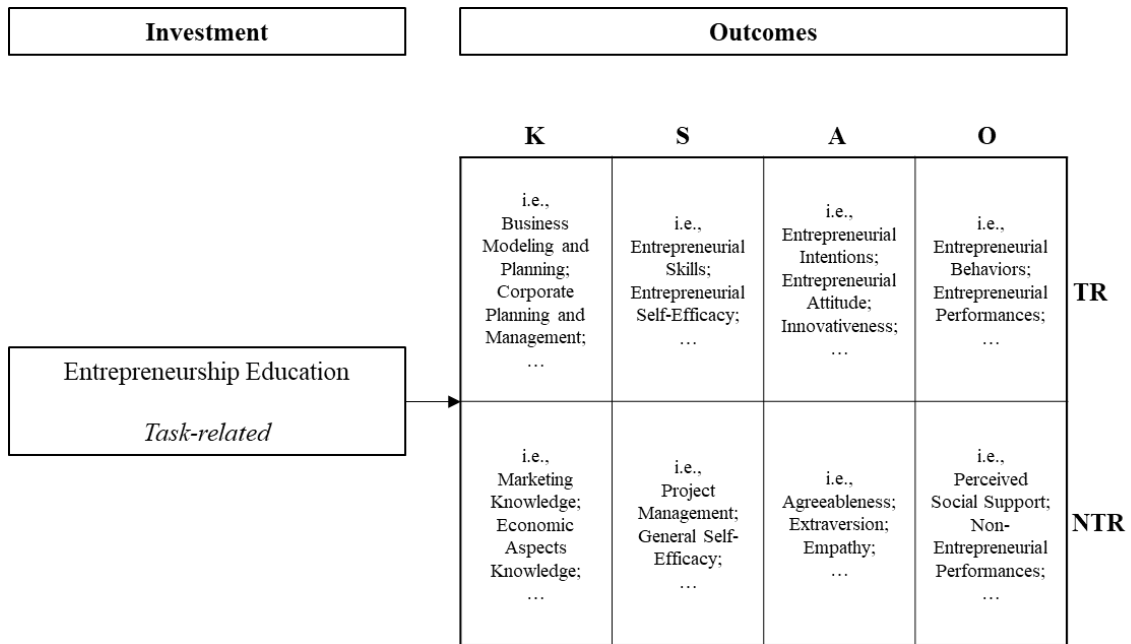 Investment
Outcomes
K
S
A
O
i.e.,
Business
Modeling and
Planning;
Corporate
Planning and
Management;
…
i.e.,
Entrepreneurial
Skills;
Entrepreneurial
Self-Efficacy;
…
i.e.,
Entrepreneurial
Intentions;
Entrepreneurial
Attitude;
Innovativeness;
…
i.e.,
Entrepreneurial
Behaviors;
Entrepreneurial
Performances;
…
TR
Entrepreneurship Education
Task-related
i.e.,
Marketing
Knowledge;
Economic
Aspects
Knowledge;
…
i.e.,
Project
Management;
General Self-
Efficacy;
…
i.e.,
Agreeableness;
Extraversion;
Empathy;
…
i.e.,
Perceived
Social Support;
Non-
Entrepreneurial
Performances;
…
NTR